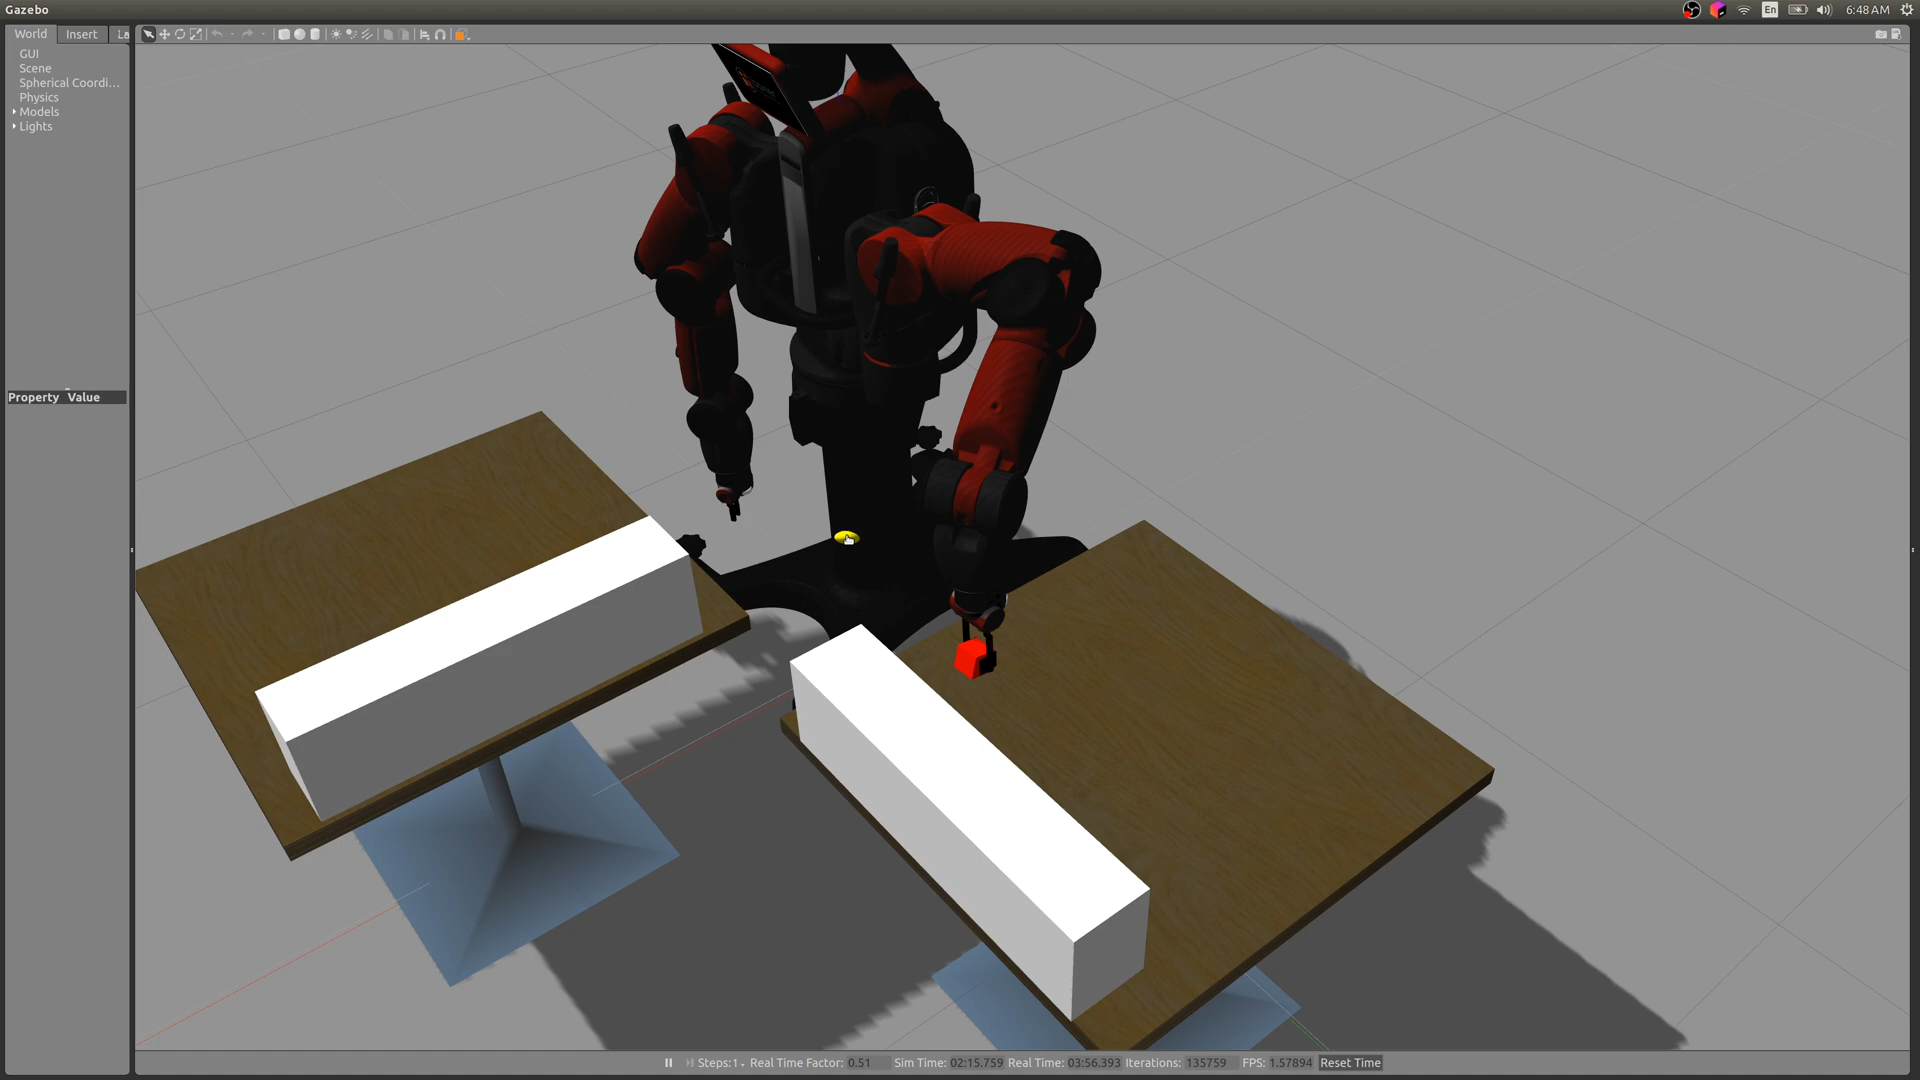 Gazebo
En
6:48 AM
World Insert La
GUI
Scene
Spherical Coordi...
Physics
Models
Lights
Property Value
Steps: 1 Real Time Factor: 0.51 Sim Time: 02:15.759 Real Time: 03:56.393 Iterations: 135759 FPS: 1.57894 Reset Time